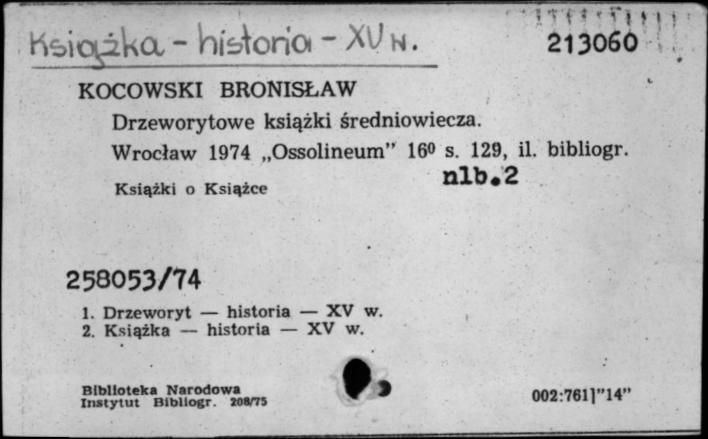 Książka - historia - XV w.
213060
KOCOWSKI BRONISŁAW
Drzeworytowe książki średniowiecza.
Wrocław 1974 „Ossolineum” 16⁰ s. 129, il. bibliogr.
nlb.2
Książki o Książce
258053/74
1. Drzeworyt — historia — XV w.
2. Książka — historia — XV w.
Biblioteka Narodowa
Instytut Bibliogr. 208/75
002:761]”14”